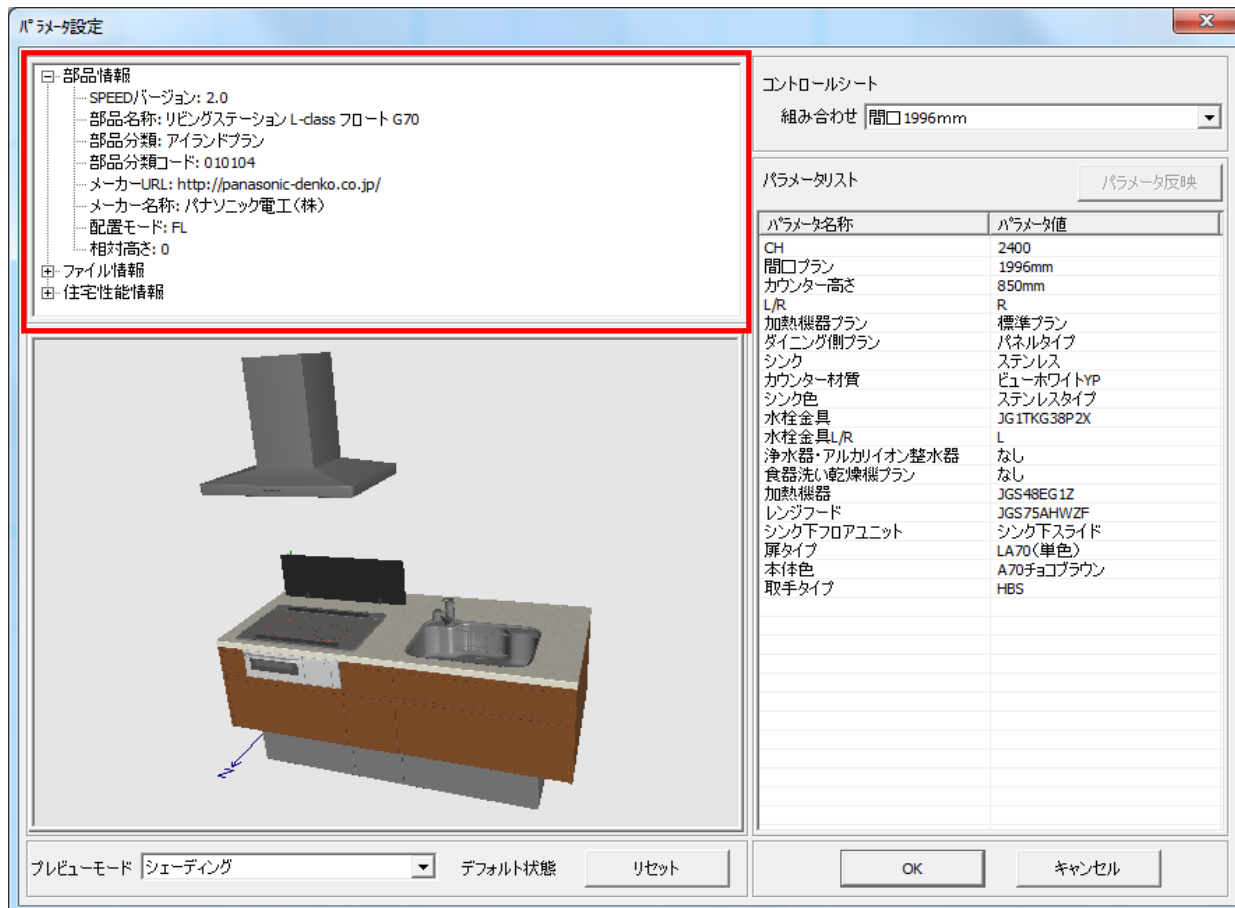 パラメータ設定
部品情報
SPEEDバージョン: 2.0
部品名称: リビングステーション L-class フロート G70
部品分類: アイランドプラン
部品分類コード: 010104
メーカーURL: http://panasonic-denko.co.jp/
メーカー名称: パナソニック電工(株)
配置モード: FL
相対高さ: 0
ファイル情報
住宅性能情報
コントロールシート
組み合わせ 間口1996mm
パラメータリスト パラメータ反映
パラメータ名称 パラメータ値
CH 2400
間口プラン 1996mm
カウンター高さ 850mm
L/R R
加熱機器プラン 標準プラン
ダイニング側プラン パネルタイプ
シンク ステンレス
カウンター材質 ビューホワイトYP
シンク色 ステンレスタイプ
水栓金具 JG1TKG38P2X
水栓金具L/R L
浄水器・アルカリイオン整水器 なし
食器洗い乾燥機プラン なし
加熱機器 JGS48EG1Z
レンジフード JGS75AHWZF
シンク下フロアユニット シンク下スライド
扉タイプ LA70(単色)
本体色 A70チョコブラウン
取手タイプ HBS
プレビューモード シェーディング デフォルト状態 リセット
OK キャンセル